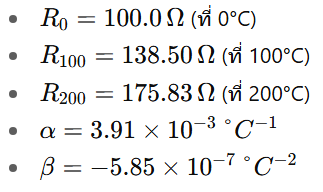 • R₀ = 100.0 Ω (ที่ 0°C)
• R₁₀₀ = 138.50 Ω (ที่ 100°C)
• R₂₀₀ = 175.83 Ω (ที่ 200°C)
• α = 3.91 × 10⁻³ °C⁻¹
• β = −5.85 × 10⁻⁷ °C⁻²